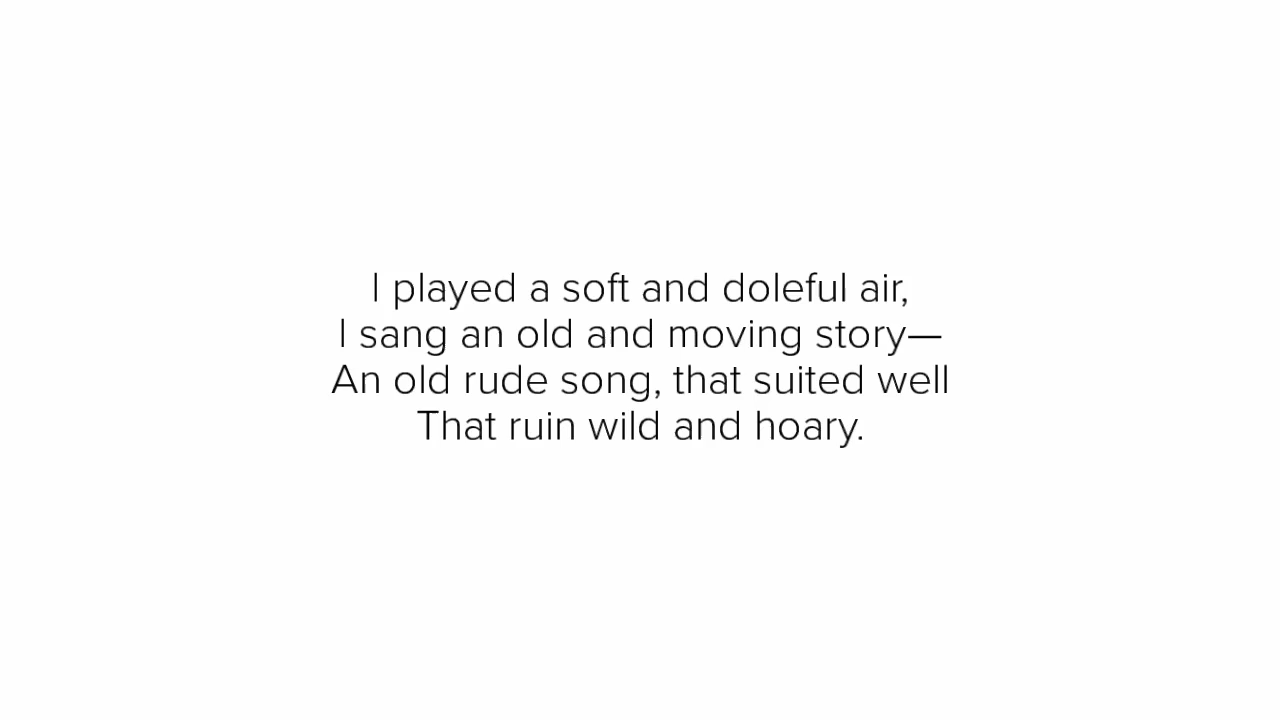 I played a soft and doleful air,
I sang an old and moving story—
An old rude song, that suited well
That ruin wild and hoary.